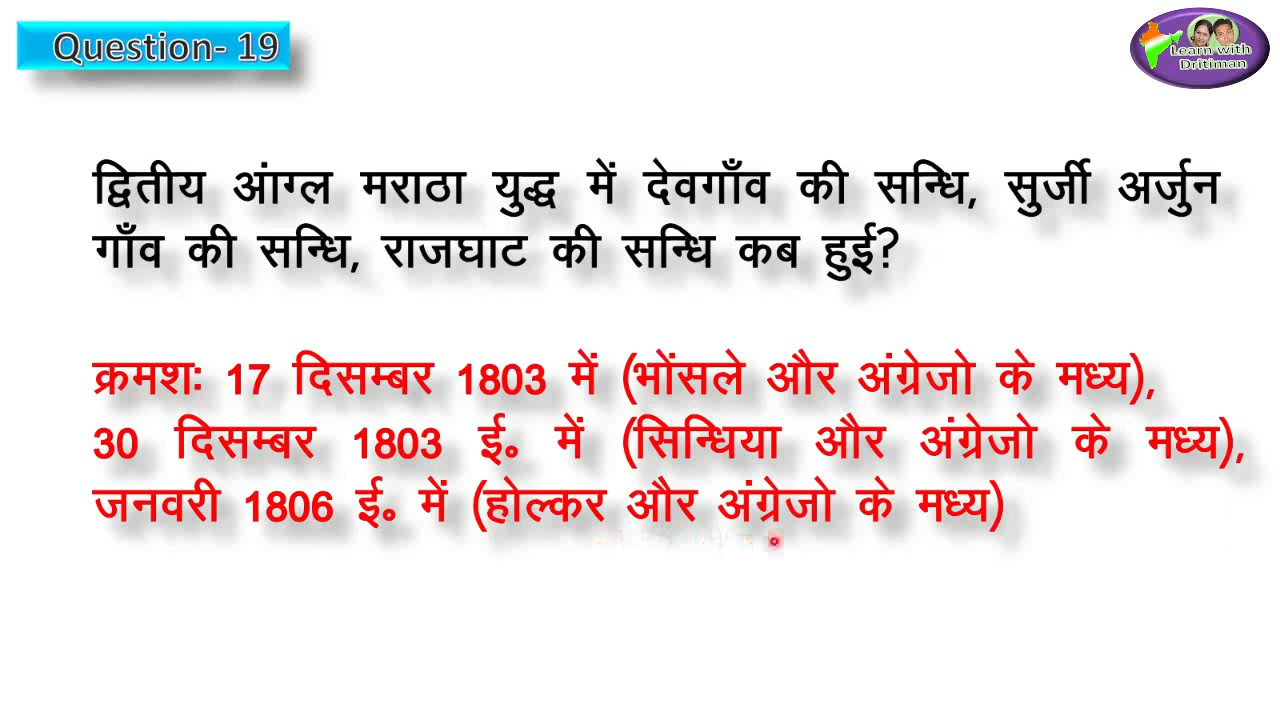 Question- 19
Learn with
Dritiman
द्वितीय आंग्ल मराठा युद्ध में देवगाँव की सन्धि, सुर्जी अर्जुन
गाँव की सन्धि, राजघाट की सन्धि कब हुई?
क्रमशः 17 दिसम्बर 1803 में (भोंसले और अंग्रेजो के मध्य),
30 दिसम्बर 1803 ई॰ में (सिन्धिया और अंग्रेजो के मध्य),
जनवरी 1806 ई॰ में (होल्कर और अंग्रेजो के मध्य)